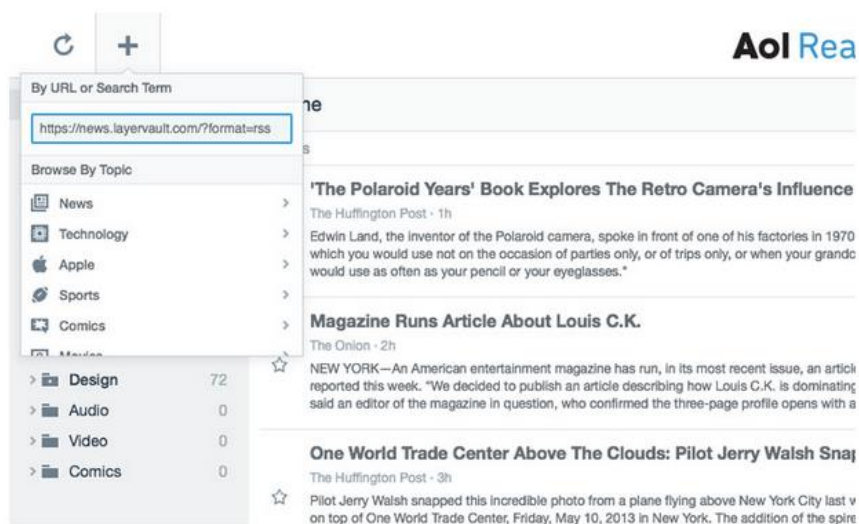 Aol Rea
By URL or Search Term
https://news.layervault.com/?format=rss
Browse By Topic
News
Technology
Apple
Sports
Comics
Movies
Design 72
Audio 0
Video 0
Comics 0
ne
s
'The Polaroid Years' Book Explores The Retro Camera's Influence
The Huffington Post - 1h
Edwin Land, the inventor of the Polaroid camera, spoke in front of one of his factories in 1970
which you would use not on the occasion of parties only, or of trips only, or when your grandc
would use as often as your pencil or your eyeglasses."
Magazine Runs Article About Louis C.K.
The Onion - 2h
NEW YORK—An American entertainment magazine has run, in its most recent issue, an article
reported this week. "We decided to publish an article describing how Louis C.K. is dominating
said an editor of the magazine in question, who confirmed the three-page profile opens with a
One World Trade Center Above The Clouds: Pilot Jerry Walsh Snap
The Huffington Post - 3h
Pilot Jerry Walsh snapped this incredible photo from a plane flying above New York City last w
on top of One World Trade Center, Friday, May 10, 2013 in New York. The addition of the spire